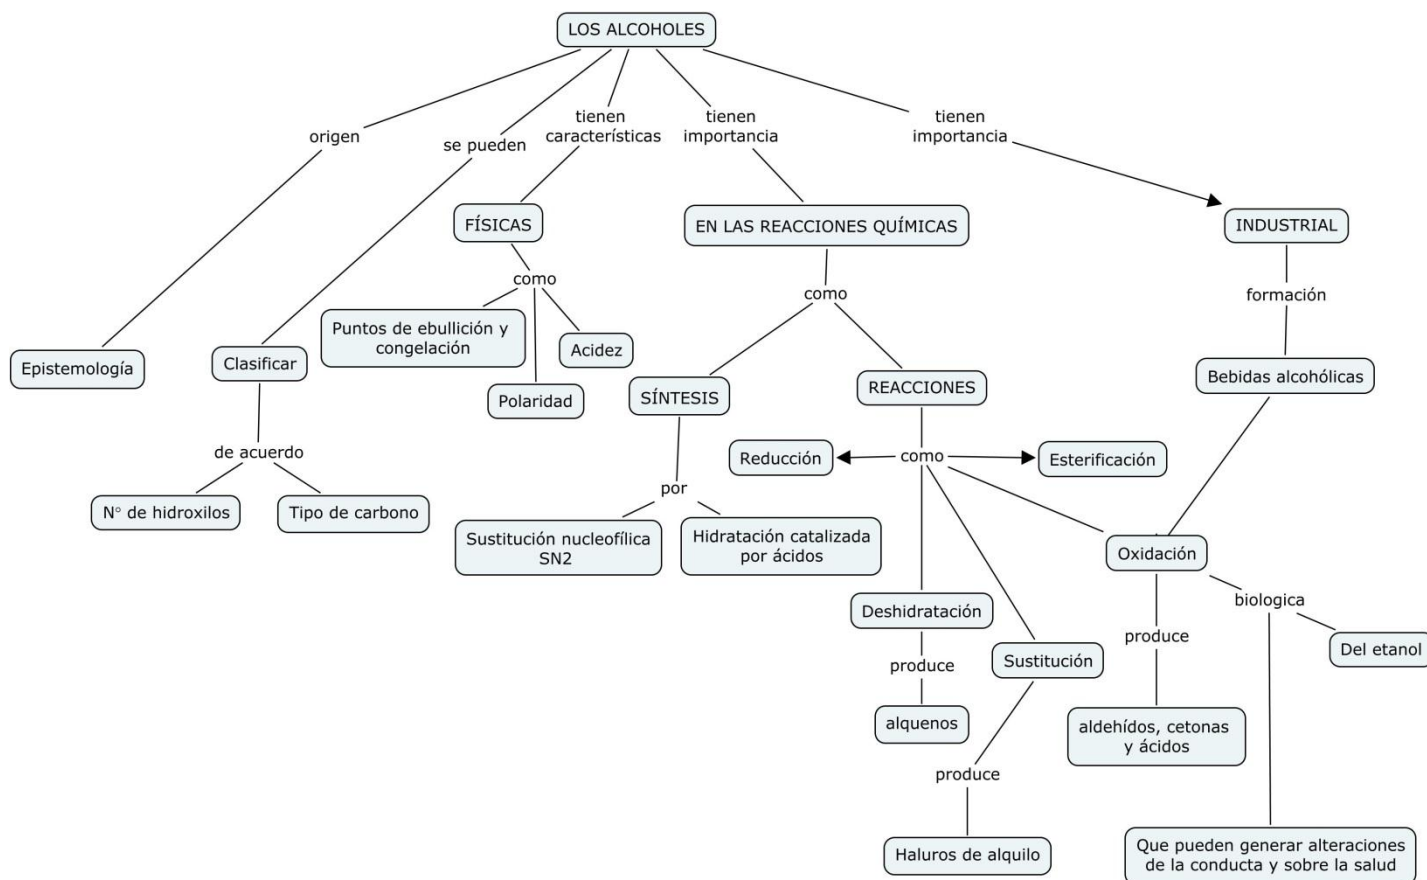 LOS ALCOHOLES
origen
se pueden
tienen
características
tienen
importancia
tienen
importancia
FÍSICAS
EN LAS REACCIONES QUÍMICAS
INDUSTRIAL
como
como
formación
Puntos de ebullición y
congelación
Acidez
Epistemología
Clasificar
Polaridad
SÍNTESIS
REACCIONES
Bebidas alcohólicas
de acuerdo
Reducción
como
Esterificación
por
N° de hidroxilos
Tipo de carbono
Sustitución nucleofílica
SN2
Hidratación catalizada
por ácidos
Oxidación
Deshidratación
biologica
produce
Del etanol
produce
Sustitución
alquenos
aldehídos, cetonas
y ácidos
produce
Haluros de alquilo
Que pueden generar alteraciones
de la conducta y sobre la salud